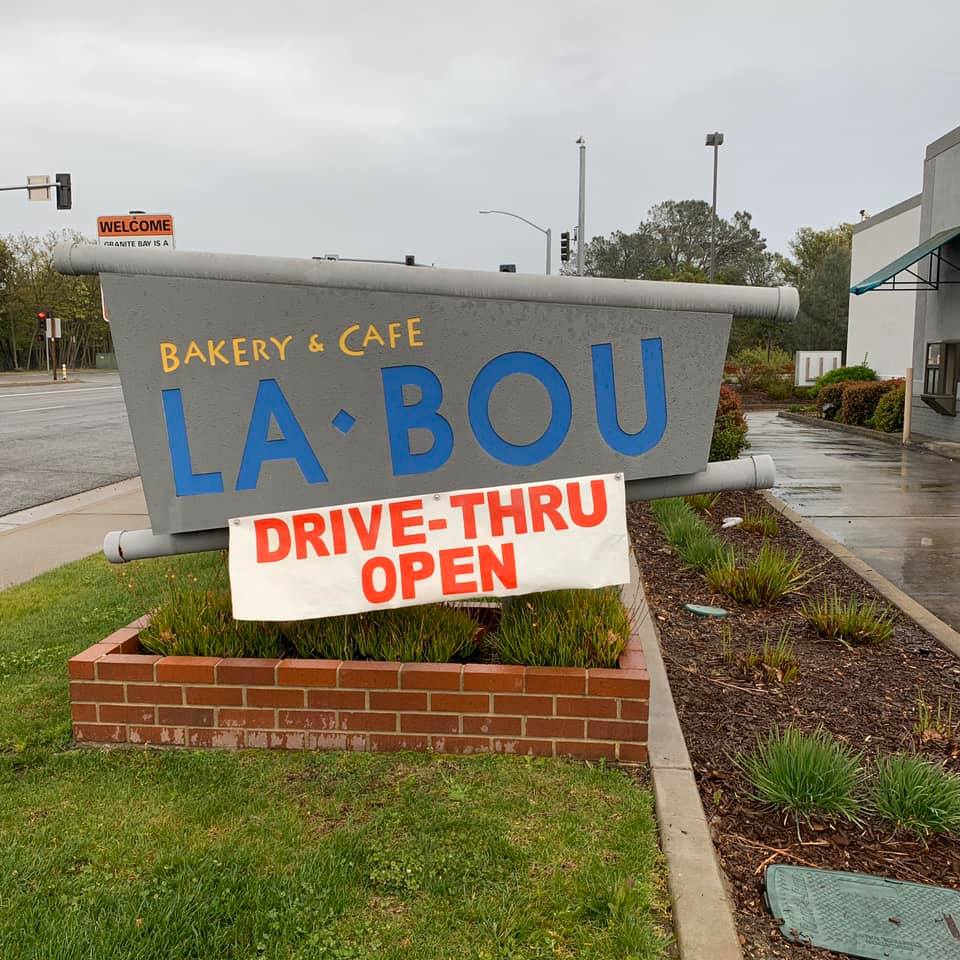 WELCOME
GRANITE BAY IS A
BAKERY & CAFE
LA·BOU
DRIVE-THRU
OPEN